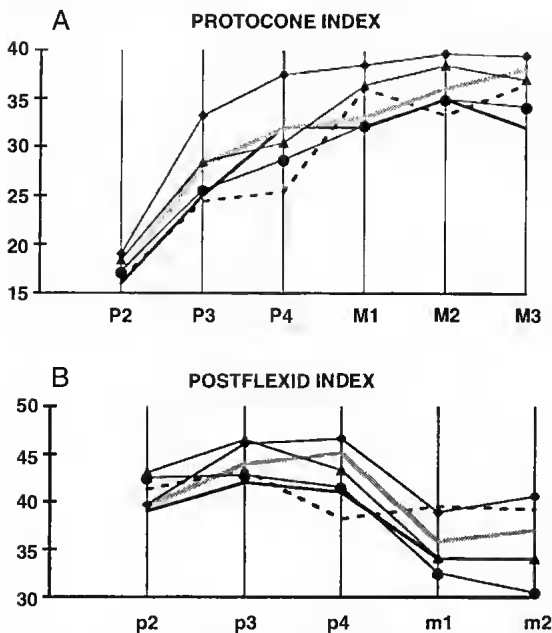 A
PROTOCONE INDEX
40
35
30
25
20
15
P2 P3 P4 M1 M2 M3
B
POSTFLEXID INDEX
50
45
40
35
30
p2 p3 p4 m1 m2